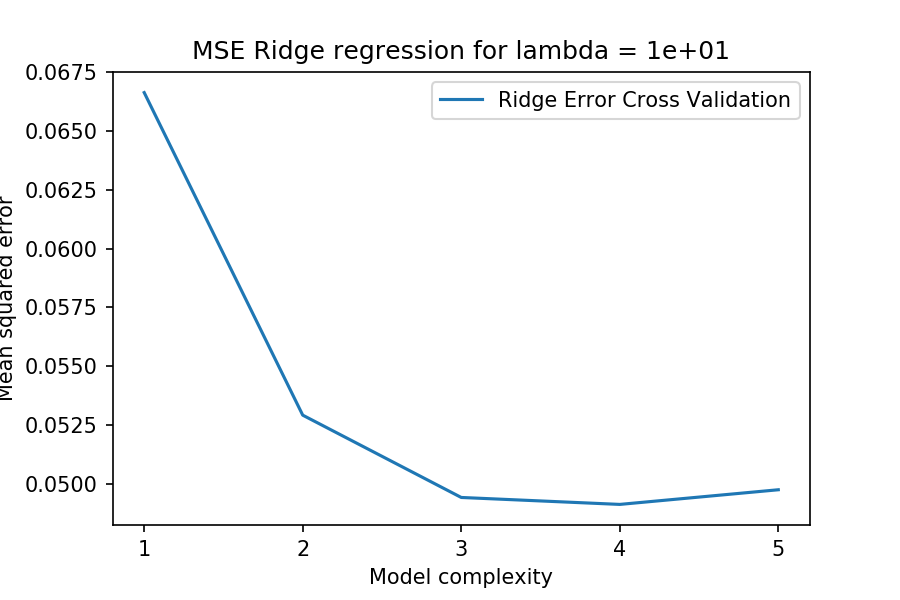 MSE Ridge regression for lambda = 1e+01
Ridge Error Cross Validation
0.0675
0.0650
0.0625
0.0600
0.0575
0.0550
0.0525
0.0500
Mean squared error
1 2 3 4 5
Model complexity